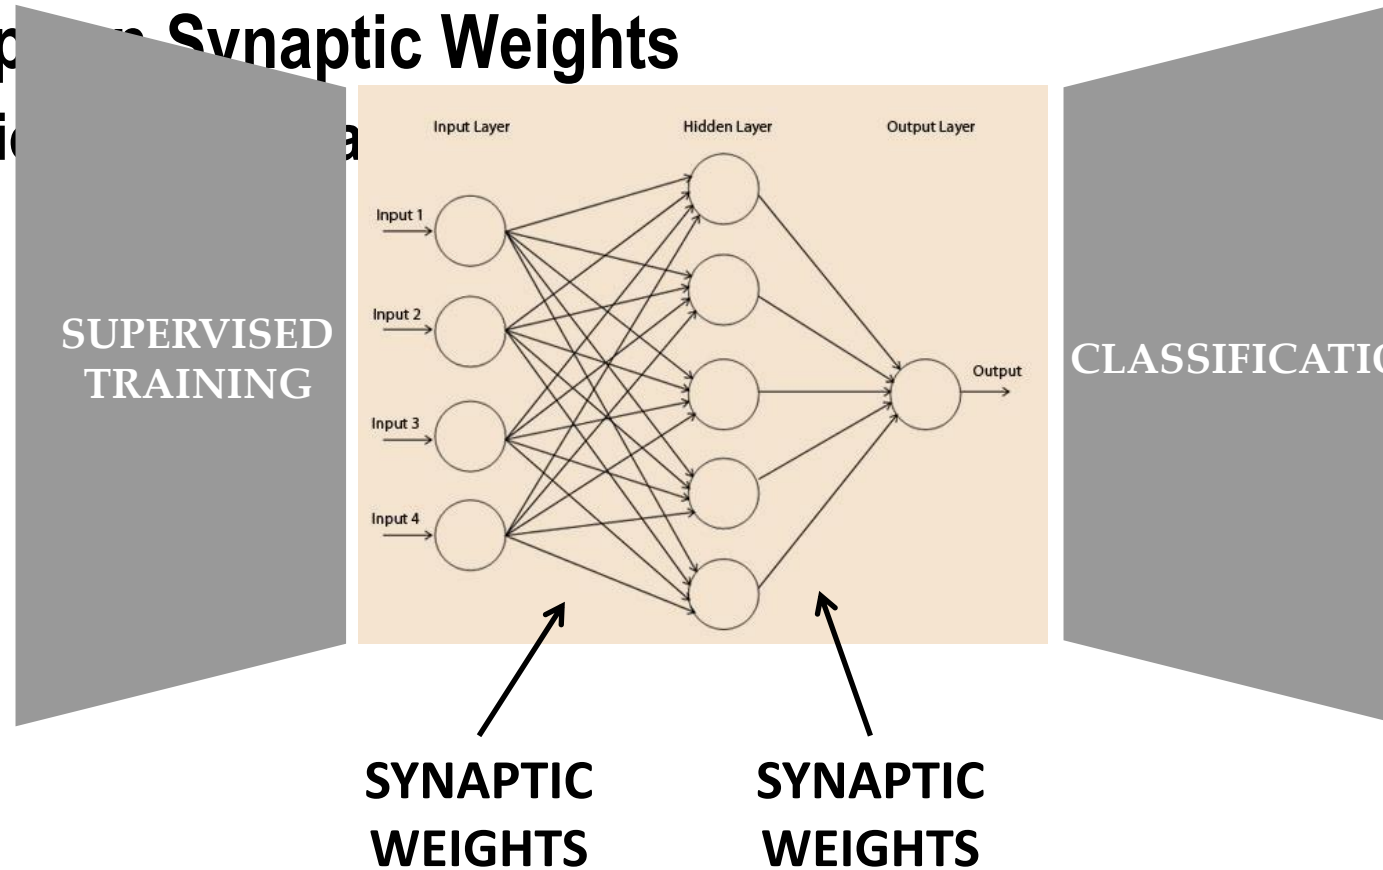 Synaptic Weights
Input Layer
Hidden Layer
Output Layer
Input 1
Input 2
Input 3
Input 4
Output
SUPERVISED
TRAINING
SYNAPTIC
WEIGHTS
SYNAPTIC
WEIGHTS